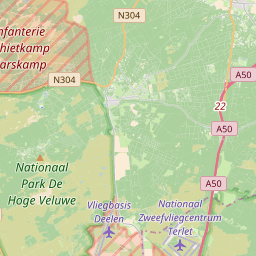 N304
nfanterie
chietkamp
arskamp
N304
A50
22
A50
Nationaal
Park De
Hoge Veluwe
A50
Vliegbasis
Deelen
Nationaal
Zweefvliegcentrum
Terlet